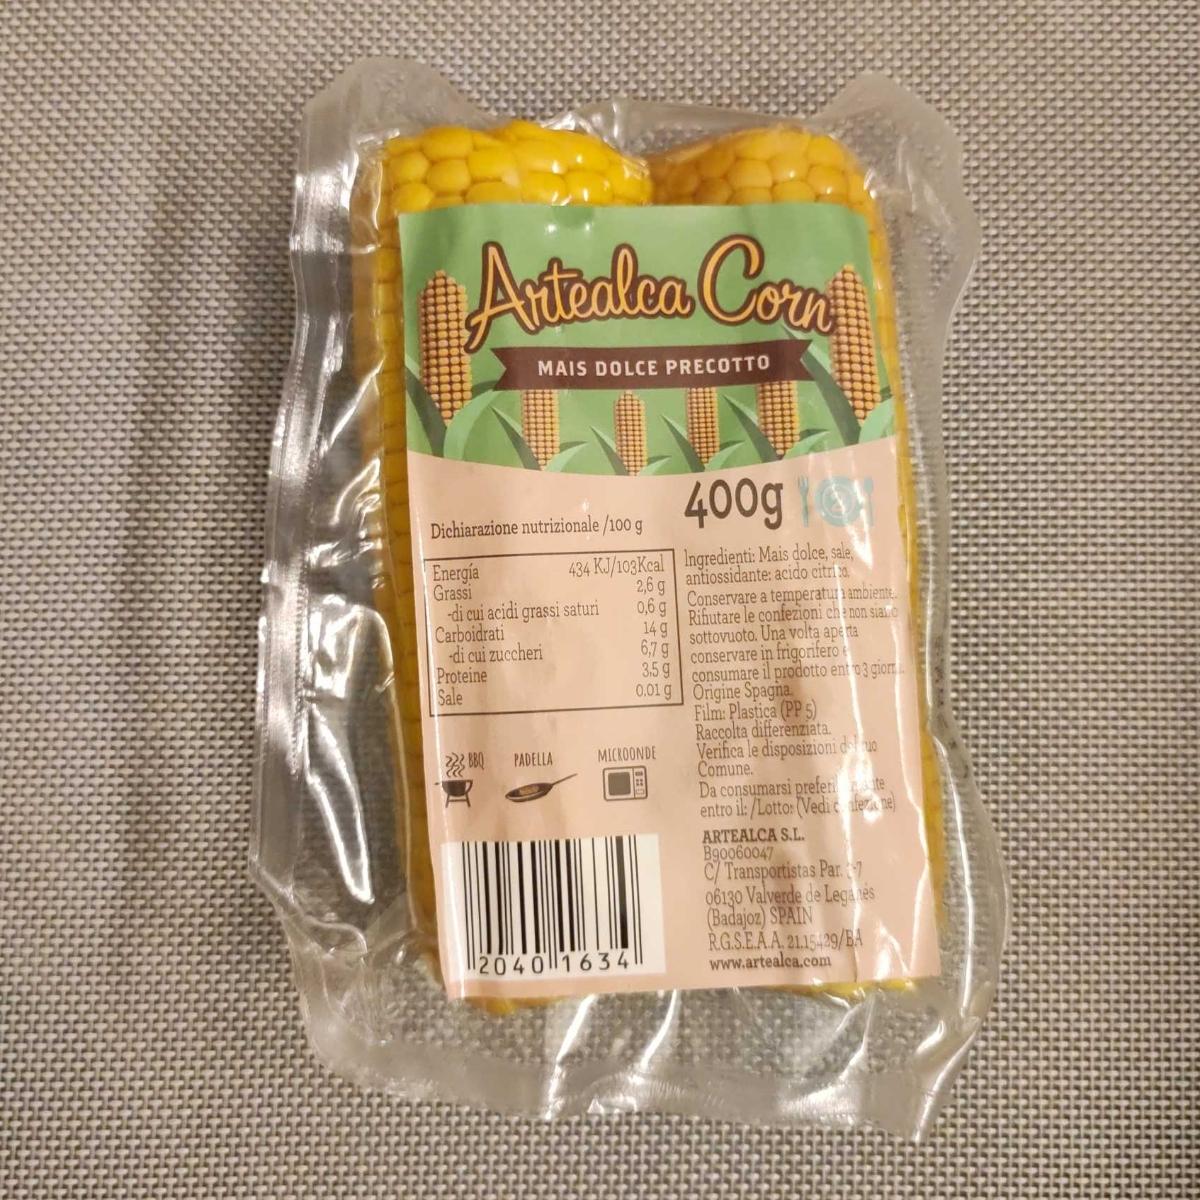 Artealca Corn
MAIS DOLCE PRECOTTO
400g
Dichiarazione nutrizionale /100 g
Energía 434 KJ/103Kcal
Grassi 2,6 g
-di cui acidi grassi saturi 0,6 g
Carboidrati 14 g
-di cui zuccheri 6,7 g
Proteine 3,5 g
Sale 0.01 g
BBQ PADELLA MICROONDE
2040 1634
Ingredienti: Mais dolce, sale,
antiossidante: acido citrico.
Conservare a temperatura ambiente.
Rifiutare le confezioni che non siano
sottovuoto. Una volta aperta
conservare in frigorifero e
consumare il prodotto entro 3 giorni.
Origine Spagna.
Film: Plastica (PP 5)
Raccolta differenziata.
Verifica le disposizioni del tuo
Comune.
Da consumarsi preferibilmente
entro il: /Lotto: (Vedi confezione)
ARTEALCA S.L.
B90060047
C/ Transportistas Par.
06130 Valverde de Leganés
(Badajoz) SPAIN
R.G.S.E.A.A. 21.15429/BA
www.artealca.com